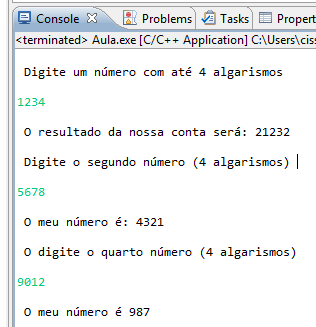 Console Problems Tasks Propert
<terminated> Aula.exe [C/C++ Application] C:\Users\ciss
Digite um número com até 4 algarismos
1234
O resultado da nossa conta será: 21232
Digite o segundo número (4 algarismos)
5678
O meu número é: 4321
O digite o quarto número (4 algarismos)
9012
O meu número é 987